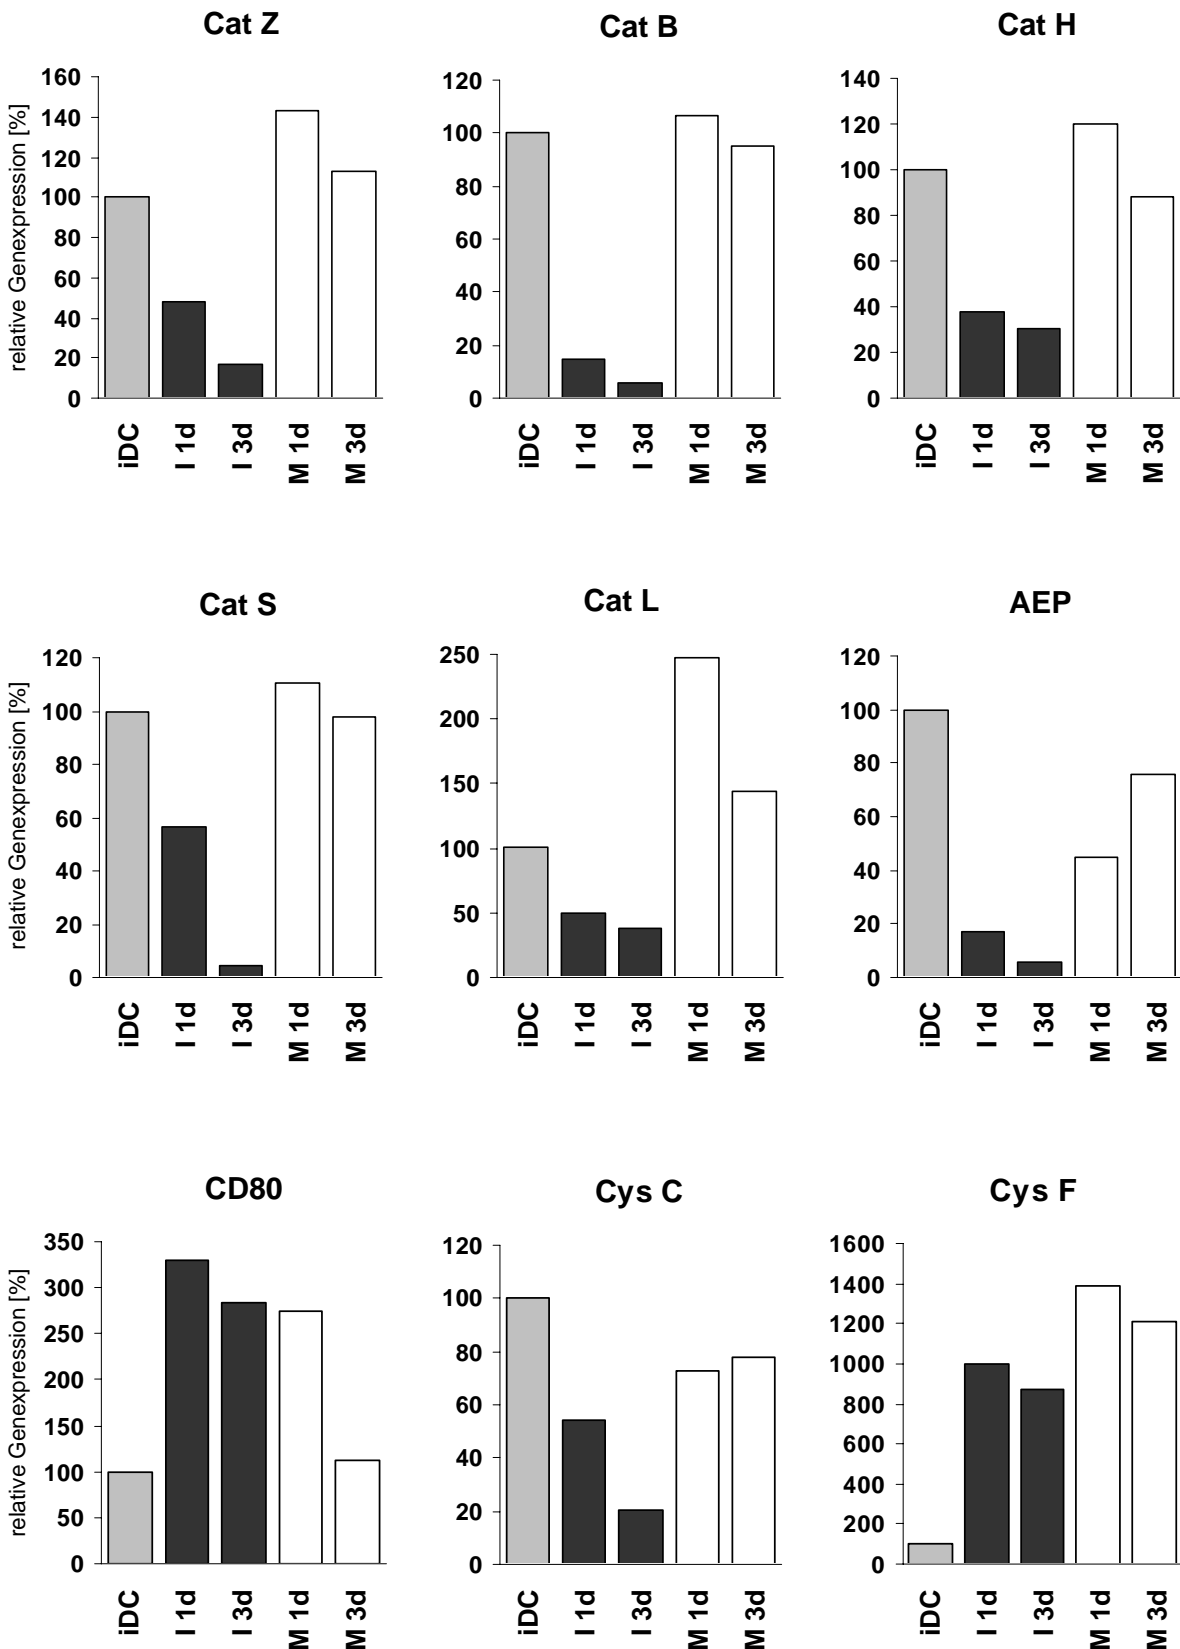 Cat Z
relative Genexpression [%]
160
140
120
100
80
60
40
20
0
iDC
I 1d
I 3d
M 1d
M 3d
Cat B
120
100
80
60
40
20
0
iDC
I 1d
I 3d
M 1d
M 3d
Cat H
140
120
100
80
60
40
20
0
iDC
I 1d
I 3d
M 1d
M 3d
Cat S
relative Genexpression [%]
120
100
80
60
40
20
0
iDC
I 1d
I 3d
M 1d
M 3d
Cat L
250
200
150
100
50
0
iDC
I 1d
I 3d
M 1d
M 3d
AEP
120
100
80
60
40
20
0
iDC
I 1d
I 3d
M 1d
M 3d
CD80
relative Genexpression [%]
350
300
250
200
150
100
50
0
iDC
I 1d
I 3d
M 1d
M 3d
Cys C
120
100
80
60
40
20
0
iDC
I 1d
I 3d
M 1d
M 3d
Cys F
1600
1400
1200
1000
800
600
400
200
0
iDC
I 1d
I 3d
M 1d
M 3d